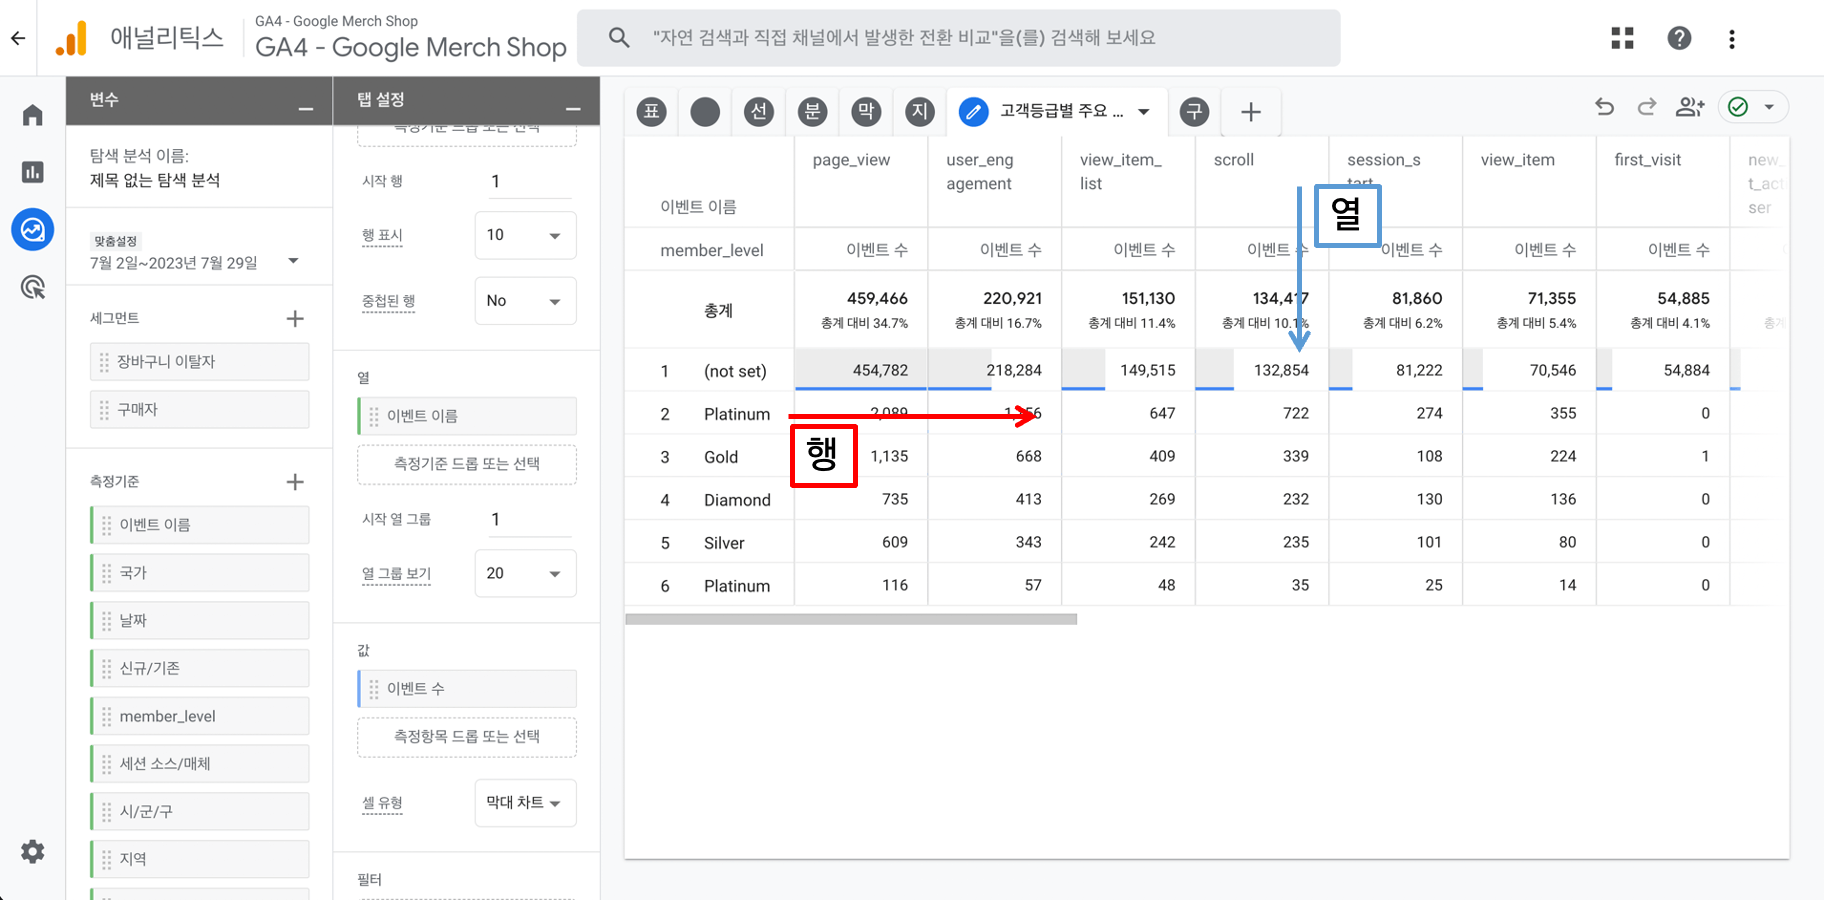 애널리틱스
GA4 - Google Merch Shop
GA4 - Google Merch Shop
"자연 검색과 직접 채널에서 발생한 전환 비교"을(를) 검색해 보세요
변수
탐색 분석 이름:
제목 없는 탐색 분석
맞춤설정
7월 2일~2023년 7월 29일
세그먼트
장바구니 이탈자
구매자
측정기준
이벤트 이름
국가
날짜
신규/기존
member_level
세션 소스/매체
시/군/구
지역
탭 설정
측정기준 드롭 또는 선택
시작 행 1
행 표시 10
중첩된 행 No
열
이벤트 이름
측정기준 드롭 또는 선택
시작 열 그룹 1
열 그룹 보기 20
값
이벤트 수
측정항목 드롭 또는 선택
셀 유형 막대 차트
필터
표 선 분 막 지 고객등급별 주요 ... 구
이벤트 이름 page_view user_eng agement view_item_ list scroll session_s tart view_item first_visit new_ t_act ser
member_level 이벤트 수 이벤트 수 이벤트 수 이벤트 수 이벤트 수 이벤트 수 이벤트 수
총계 459,466 220,921 151,130 134,417 81,860 71,355 54,885
총계 대비 34.7% 총계 대비 16.7% 총계 대비 11.4% 총계 대비 10.1% 총계 대비 6.2% 총계 대비 5.4% 총계 대비 4.1% 총계
1 (not set) 454,782 218,284 149,515 132,854 81,222 70,546 54,884
2 Platinum 2,089 647 722 274 355 0
3 Gold 1,135 668 409 339 108 224 1
4 Diamond 735 413 269 232 130 136 0
5 Silver 609 343 242 235 101 80 0
6 Platinum 116 57 48 35 25 14 0
열
행